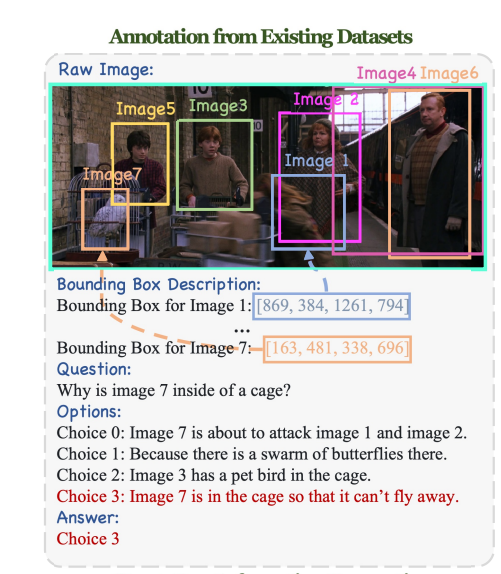 Annotation from Existing Datasets
Raw Image:
Image4 Image6
Image5 Image3 Image 2
10
Image 1
Image7
Bounding Box Description:
Bounding Box for Image 1: [869, 384, 1261, 794]
...
Bounding Box for Image 7: [163, 481, 338, 696]
Question:
Why is image 7 inside of a cage?
Options:
Choice 0: Image 7 is about to attack image 1 and image 2.
Choice 1: Because there is a swarm of butterflies there.
Choice 2: Image 3 has a pet bird in the cage.
Choice 3: Image 7 is in the cage so that it can't fly away.
Answer:
Choice 3